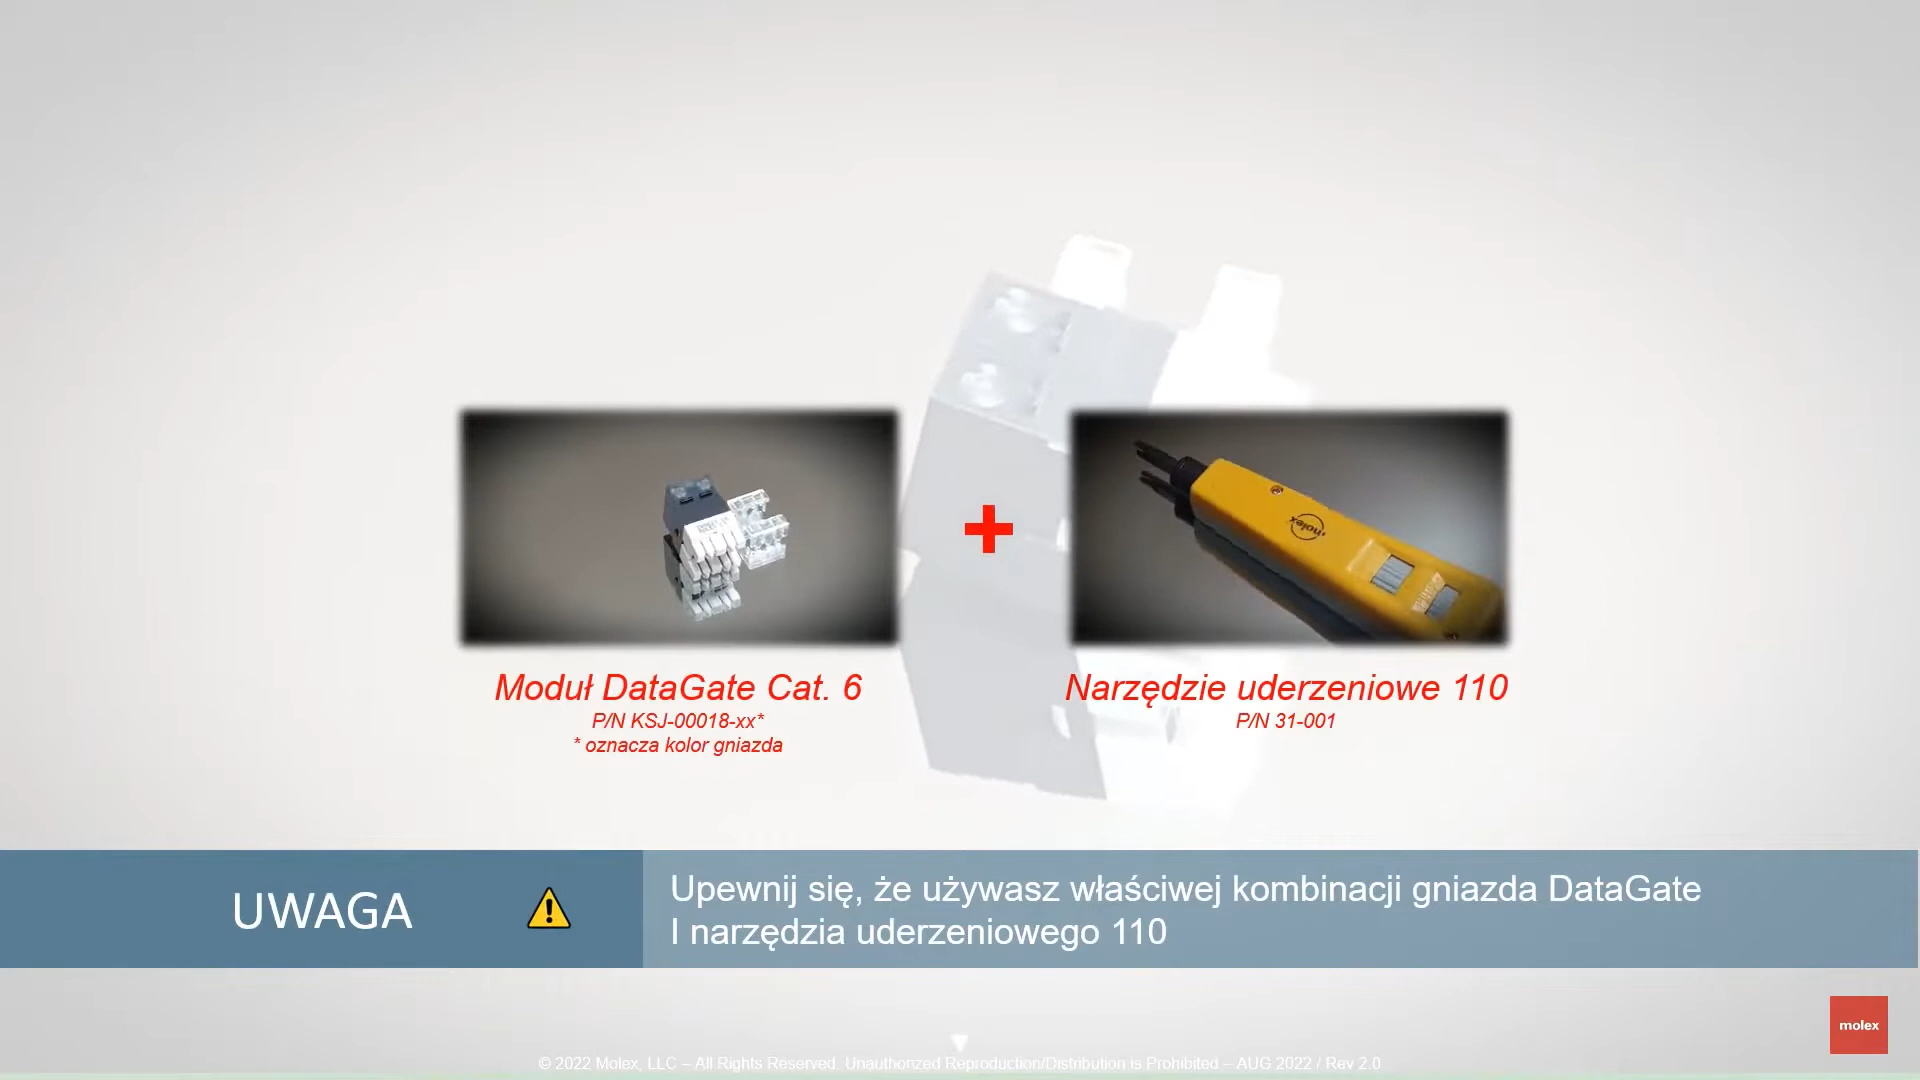 molex
Moduł DataGate Cat. 6
P/N KSJ-00018-xx*
* oznacza kolor gniazda
Narzędzie uderzeniowe 110
P/N 31-001
UWAGA
Upewnij się, że używasz właściwej kombinacji gniazda DataGate
I narzędzia uderzeniowego 110
molex
© 2022 Molex, LLC – All Rights Reserved. Unauthorized Reproduction/Distribution is Prohibited – AUG 2022 / Rev 2.0